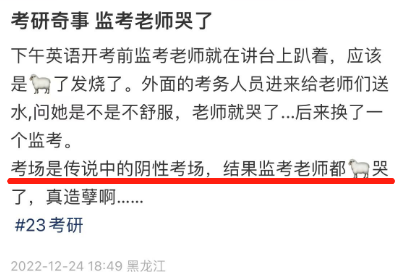 考研奇事 监考老师哭了
下午英语开考前监考老师就在讲台上趴着，应该
是🐑了发烧了。外面的考务人员进来给老师们送
水,问她是不是不舒服，老师就哭了...后来换了一
个监考。
考场是传说中的阴性考场，结果监考老师都🐑哭
了，真造孽啊......
#23考研
2022-12-24 18:49 黑龙江